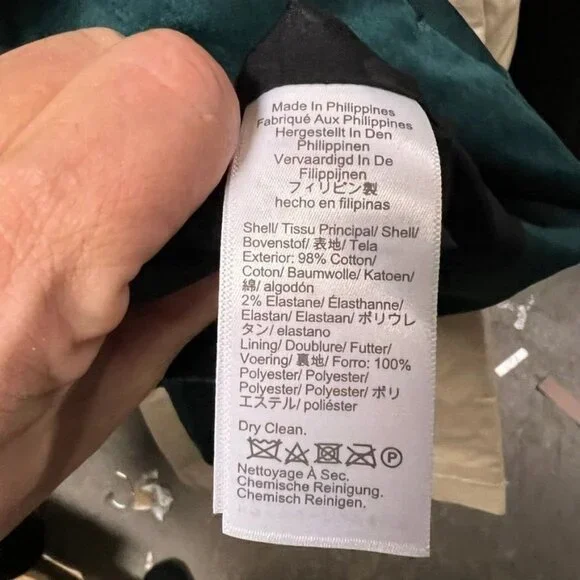 Made In Philippines
Fabriqué Aux Philippines
Hergestellt In Den
Philippinen
Vervaardigd In De
Filippijnen
フィリピン製
hecho en filipinas
Shell/ Tissu Principal/ Shell/
Bovenstof/ 表地/ Tela
Exterior: 98% Cotton/
Coton/ Baumwolle/ Katoen/
綿/ algodón
2% Elastane/ Élasthanne/
Elastan/ Elastaan/ ポリウレ
タン/ elastano
Lining/ Doublure/ Futter/
Voering/ 裏地/ Forro: 100%
Polyester/ Polyester/
Polyester/ Polyester/ ポリ
エステル/ poliéster
Dry Clean.
P
Nettoyage À Sec.
Chemische Reinigung.
Chemisch Reinigen.